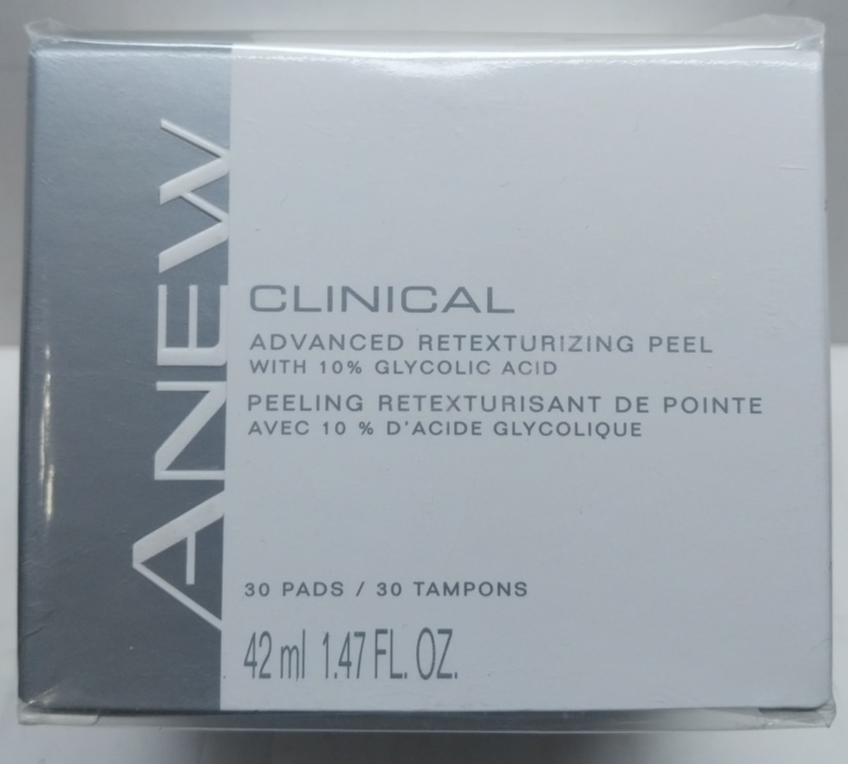 ANEW
CLINICAL
ADVANCED RETEXTURIZING PEEL
WITH 10% GLYCOLIC ACID
PEELING RETEXTURISANT DE POINTE
AVEC 10 % D'ACIDE GLYCOLIQUE
30 PADS / 30 TAMPONS
42 ml 1.47 FL. OZ.